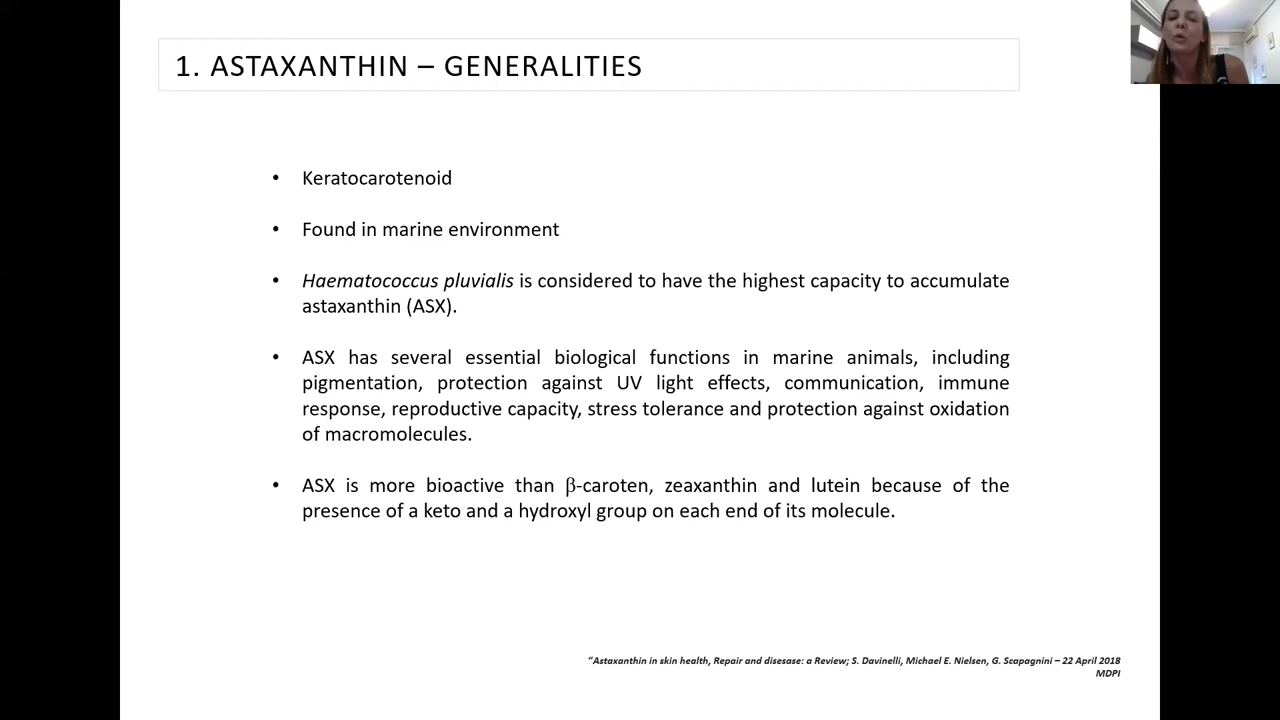 1. ASTAXANTHIN – GENERALITIES
• Keratocarotenoid
• Found in marine environment
• Haematococcus pluvialis is considered to have the highest capacity to accumulate
astaxanthin (ASX).
• ASX has several essential biological functions in marine animals, including
pigmentation, protection against UV light effects, communication, immune
response, reproductive capacity, stress tolerance and protection against oxidation
of macromolecules.
• ASX is more bioactive than β-caroten, zeaxanthin and lutein because of the
presence of a keto and a hydroxyl group on each end of its molecule.
"Astaxanthin in skin health, Repair and disesase: a Review; S. Davinelli, Michael E. Nielsen, G. Scapagnini – 22 April 2018
MDPI